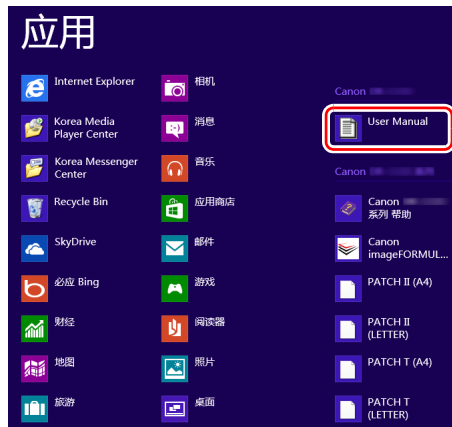 应用
Internet Explorer
Korea Media
Player Center
Korea Messenger
Center
Recycle Bin
SkyDrive
必应 Bing
财经
地图
旅游
相机
消息
音乐
应用商店
邮件
游戏
阅读器
照片
桌面
Canon
User Manual
Canon
Canon
系列 帮助
Canon
imageFORMUL...
PATCH II (A4)
PATCH II
(LETTER)
PATCH T (A4)
PATCH T
(LETTER)